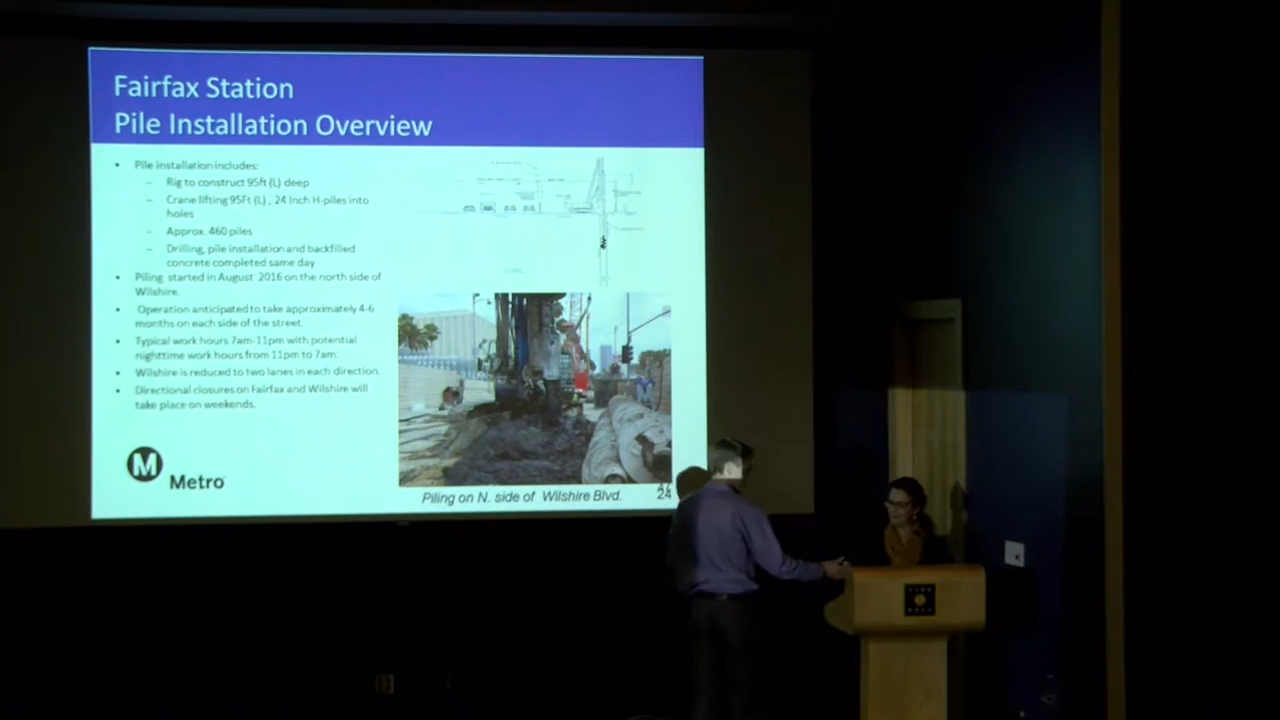 Fairfax Station
Pile Installation Overview
• Pile installation includes:
– Rig to construct 95ft (L) deep
– Crane lifting 95Ft (L) , 24 Inch H-piles into
holes
– Approx. 460 piles
– Drilling, pile installation and backfilled
concrete completed same day
• Piling started in August 2016 on the north side of
Wilshire.
• Operation anticipated to take approximately 4-6
months on each side of the street.
• Typical work hours 7am-11pm with potential
nighttime work hours from 11pm to 7am.
• Wilshire is reduced to two lanes in each direction.
• Directional closures on Fairfax and Wilshire will
take place on weekends.
M
Metro
Piling on N. side of Wilshire Blvd.
24